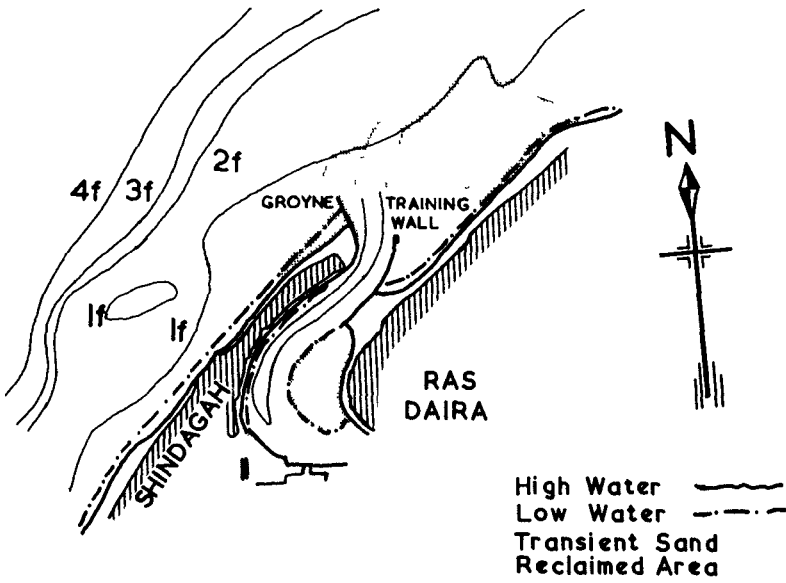 N
4f
3f
2f
GROYNE
TRAINING
WALL
1f
1f
RAS
DAIRA
SHINDAGAH
High Water
Low Water
Transient Sand
Reclaimed Area